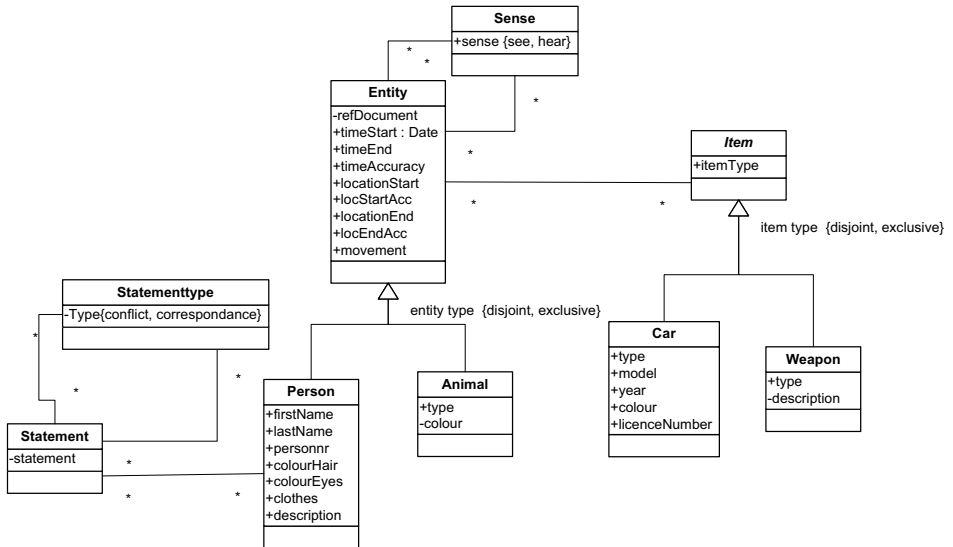 Sense
+sense {see, hear}
*
*
*
Entity
-refDocument
+timeStart : Date
+timeEnd
+timeAccuracy
+locationStart
+locStartAcc
+locationEnd
+locEndAcc
+movement
*
*
*
Item
+itemType
item type {disjoint, exclusive}
entity type {disjoint, exclusive}
Statementtype
-Type{conflict, correspondance}
*
*
*
Car
+type
+model
+year
+colour
+licenceNumber
Weapon
+type
-description
Person
+firstName
+lastName
+personnr
+colourHair
+colourEyes
+clothes
+description
Animal
+type
-colour
Statement
-statement
*
*
*